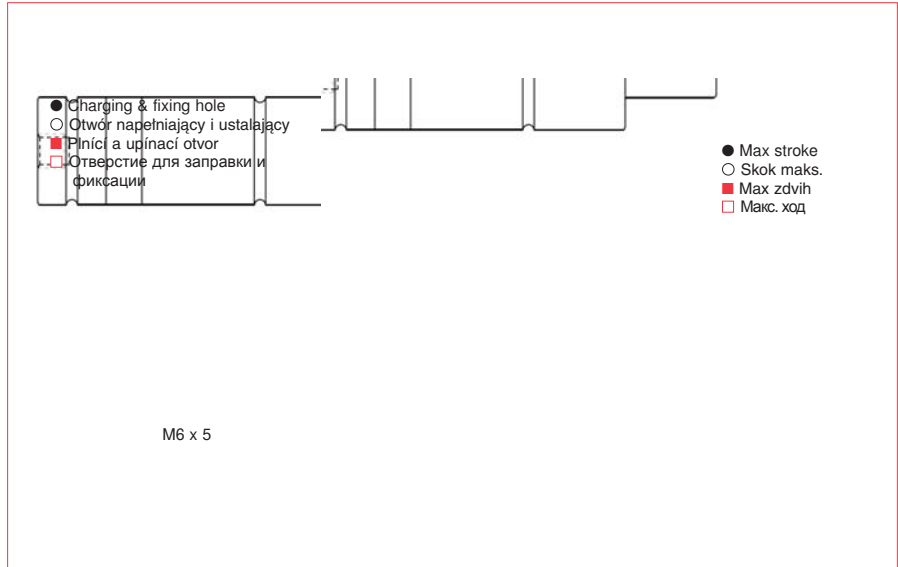 Charging & fixing hole
Otwór napełniający i ustalający
Plnící a upínací otvor
Отверстие для заправки и
фиксации
Max stroke
Skok maks.
Max zdvih
Макс. ход
M6 x 5